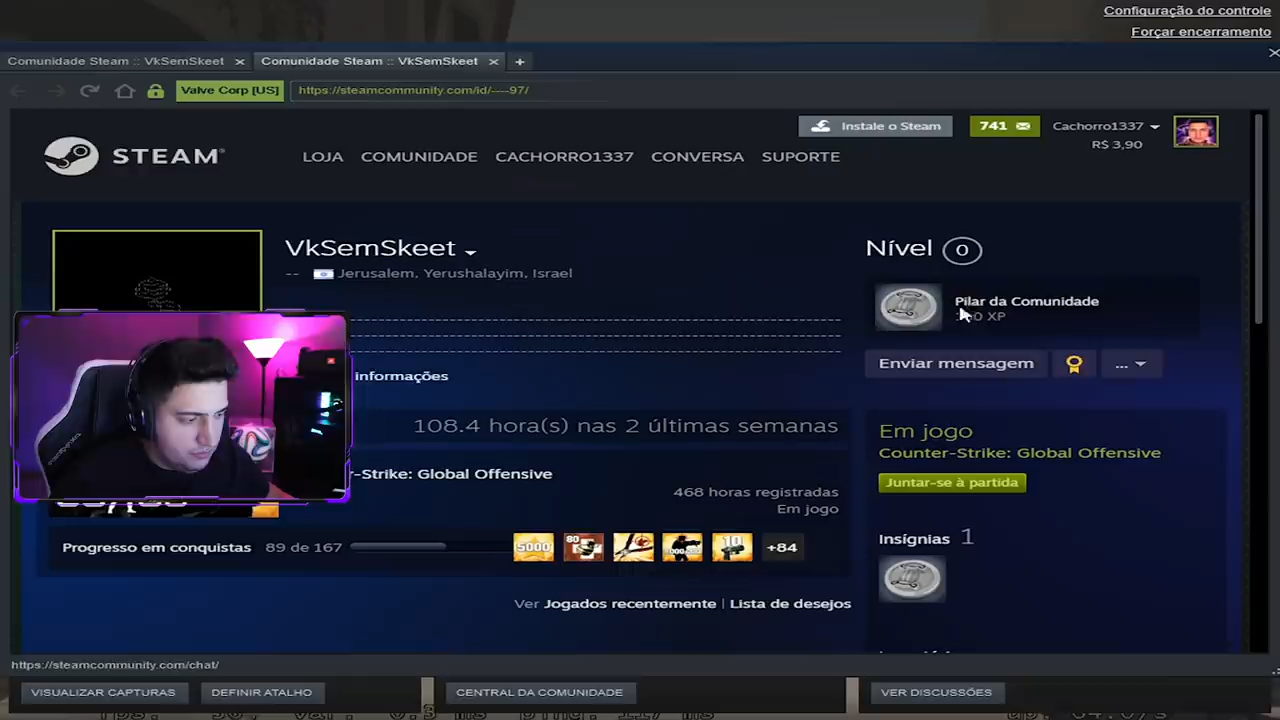 Configuração do controle
Forçar encerramento
Comunidade Steam :: VkSemSkeet
Comunidade Steam :: VkSemSkeet
Valve Corp [US]
https://steamcommunity.com/id/----97/
Instale o Steam
741
Cachorro1337
R$ 3,90
STEAM
LOJA COMUNIDADE CACHORRO1337 CONVERSA SUPORTE
VkSemSkeet
-- Jerusalem, Yerushalayim, Israel
informações
Nível 0
Pilar da Comunidade
XP
Enviar mensagem
...
108.4 hora(s) nas 2 últimas semanas
-Strike: Global Offensive
468 horas registradas
Em jogo
Progresso em conquistas 89 de 167
5000
80
10
+84
Ver Jogados recentemente | Lista de desejos
Em jogo
Counter-Strike: Global Offensive
Juntar-se à partida
Insígnias 1
https://steamcommunity.com/chat/
VISUALIZAR CAPTURAS
DEFINIR ATALHO
CENTRAL DA COMUNIDADE
VER DISCUSSÕES